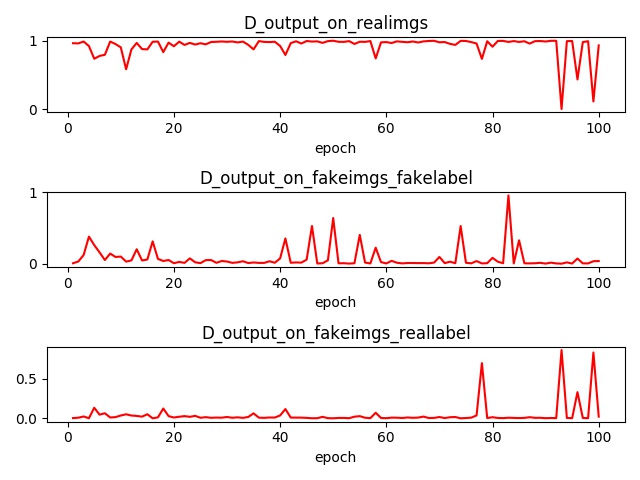 D_output_on_realimgs
1
0
0 20 40 60 80 100
epoch
D_output_on_fakeimgs_fakelabel
1
0
0 20 40 60 80 100
epoch
D_output_on_fakeimgs_reallabel
0.5
0.0
0 20 40 60 80 100
epoch